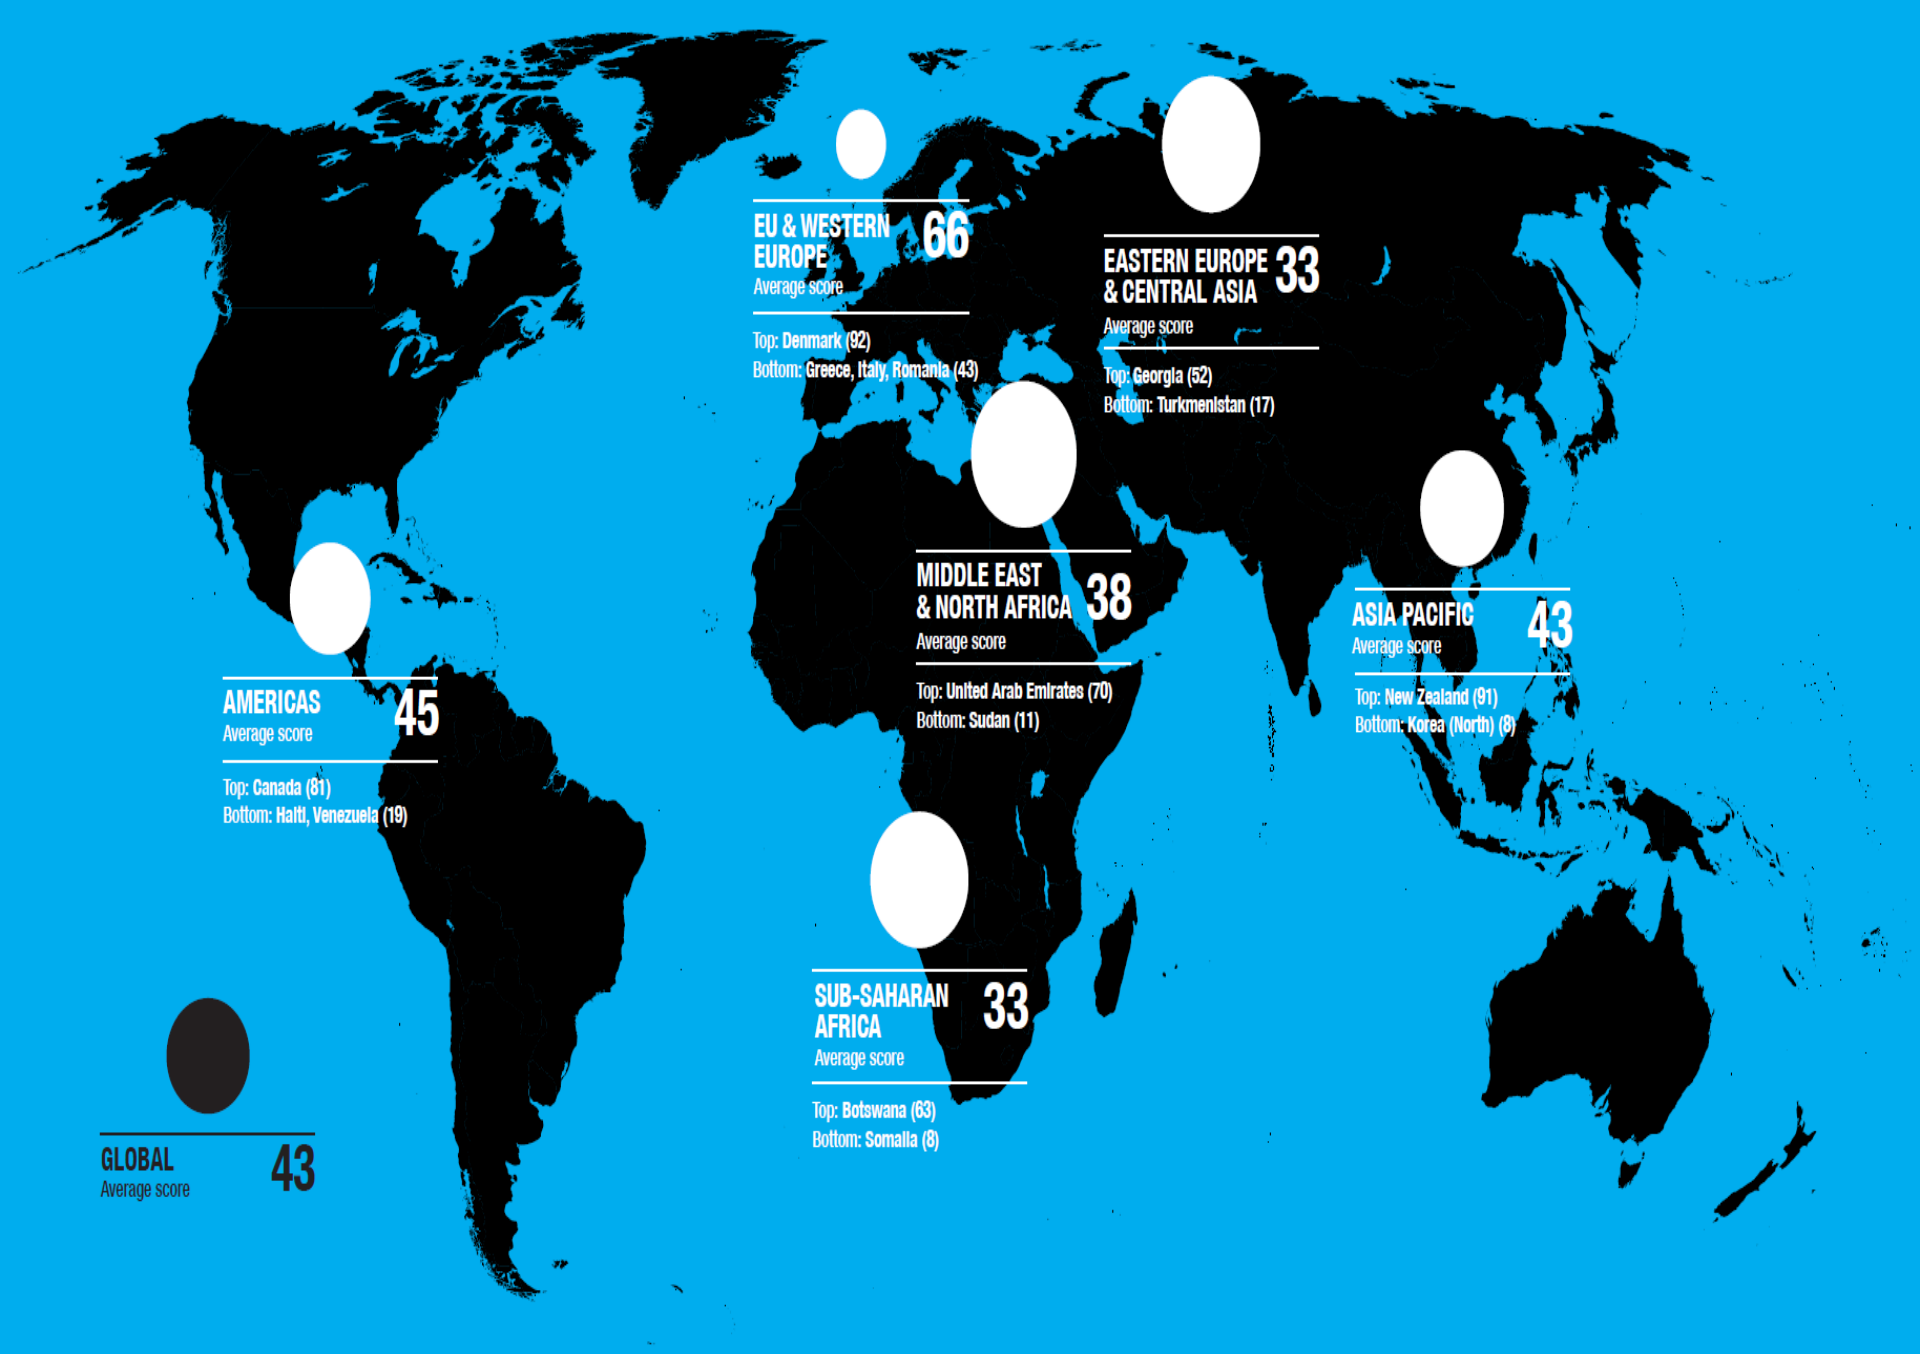 EU & WESTERN
EUROPE
66
Average score
Top: Denmark (92)
Bottom: Greece, Italy, Romania (43)
EASTERN EUROPE
& CENTRAL ASIA
33
Average score
Top: Georgia (52)
Bottom: Turkmenistan (17)
MIDDLE EAST
& NORTH AFRICA
38
Average score
Top: United Arab Emirates (70)
Bottom: Sudan (11)
ASIA PACIFIC
43
Average score
Top: New Zealand (91)
Bottom: Korea (North) (8)
AMERICAS
45
Average score
Top: Canada (81)
Bottom: Haiti, Venezuela (19)
SUB-SAHARAN
AFRICA
33
Average score
Top: Botswana (63)
Bottom: Somalia (8)
GLOBAL
43
Average score